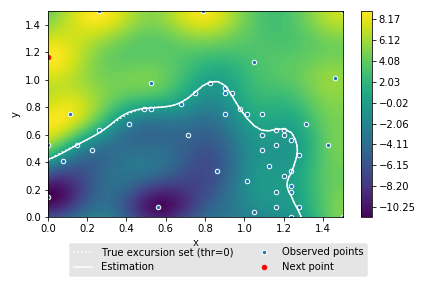 1.4
1.2
1.0
0.8
0.6
0.4
0.2
0.0
y
0.0 0.2 0.4 0.6 0.8 1.0 1.2 1.4
x
8.17
6.12
4.08
2.03
−0.02
−2.06
−4.11
−6.15
−8.20
−10.25
True excursion set (thr=0)
Estimation
Observed points
Next point